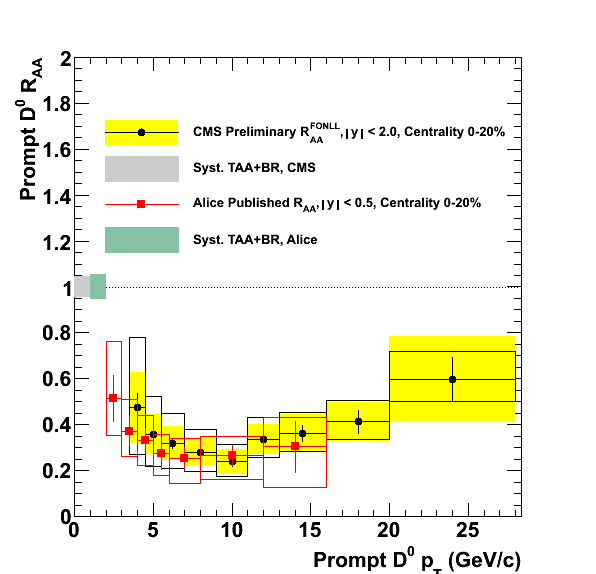 Prompt D⁰ R_AA
2
1.8
1.6
1.4
1.2
1
0.8
0.6
0.4
0.2
0
CMS Preliminary R_AA^FONLL, |y| < 2.0, Centrality 0-20%
Syst. TAA+BR, CMS
Alice Published R_AA, |y| < 0.5, Centrality 0-20%
Syst. TAA+BR, Alice
0 5 10 15 20 25
Prompt D⁰ p_T (GeV/c)